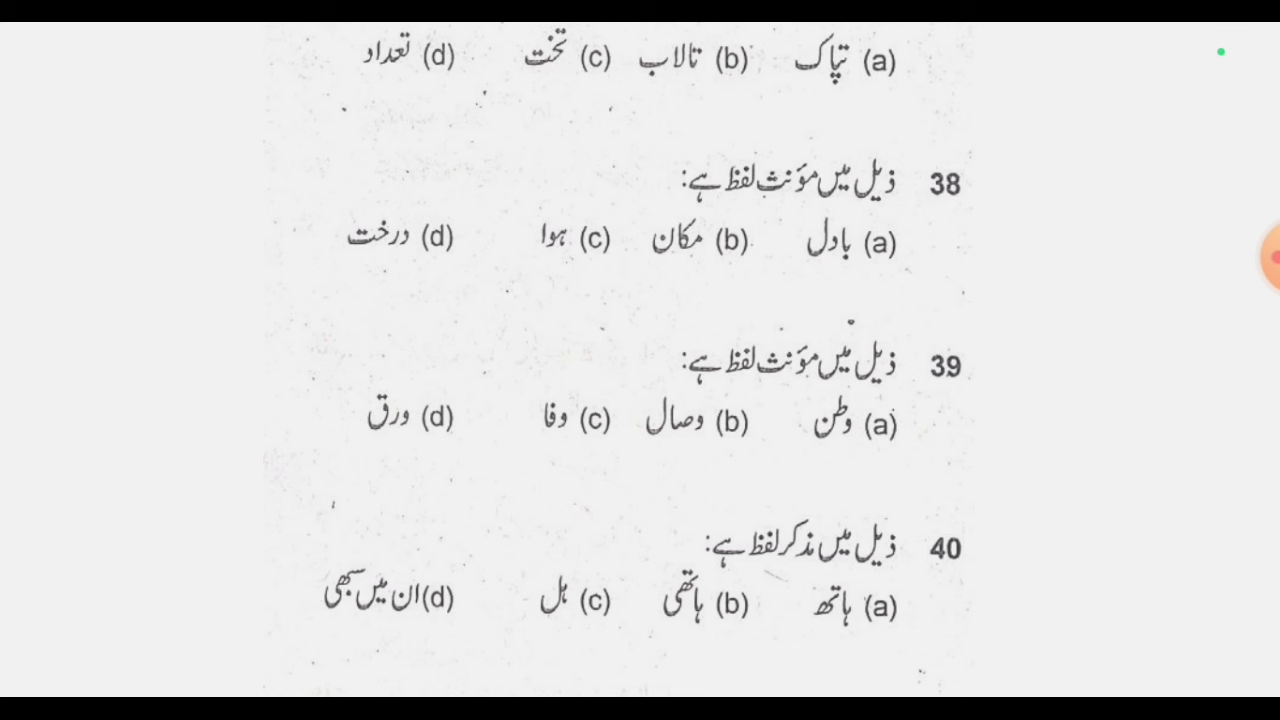 (a) تپاک (b) تالاب (c) تخت (d) تعداد
38 ذیل میں مؤنث لفظ ہے:
(a) بادل (b) مکان (c) ہوا (d) درخت
39 ذیل میں مؤنث لفظ ہے:
(a) وطن (b) وصال (c) وفا (d) ورق
40 ذیل میں مذکر لفظ ہے:
(a) ہاتھ (b) ہاتھی (c) ہل (d) ان میں سبھی